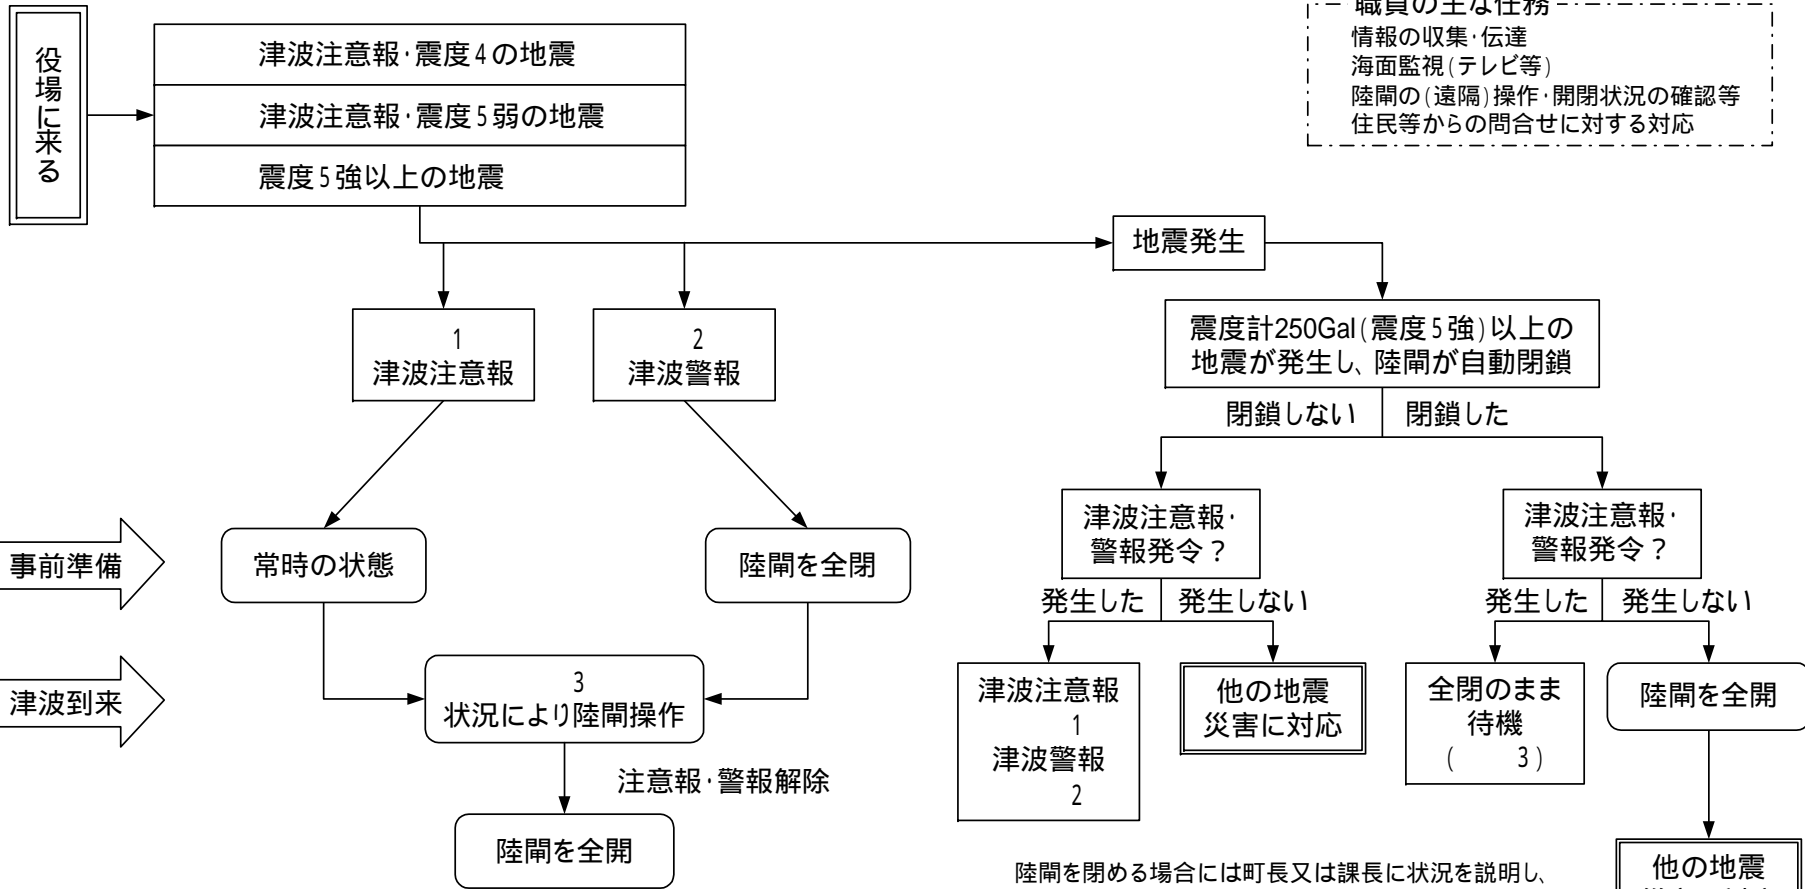 職員の主な任務
情報の収集･伝達
海面監視(テレビ等)
陸閘の(遠隔)操作･開閉状況の確認等
住民等からの問合せに対する対応
役場に来る
津波注意報･震度4の地震
津波注意報･震度5弱の地震
震度5強以上の地震
地震発生
1
津波注意報
2
津波警報
震度計250Gal(震度5強)以上の
地震が発生し、陸閘が自動閉鎖
閉鎖しない
閉鎖した
事前準備
常時の状態
陸閘を全閉
津波注意報･
警報発令？
津波注意報･
警報発令？
発生した
発生しない
発生した
発生しない
津波到来
3
状況により陸閘操作
津波注意報
1
津波警報
2
他の地震
災害に対応
全閉のまま
待機
(　　3)
陸閘を全開
注意報･警報解除
陸閘を全開
陸閘を閉める場合には町長又は課長に状況を説明し、
他の地震